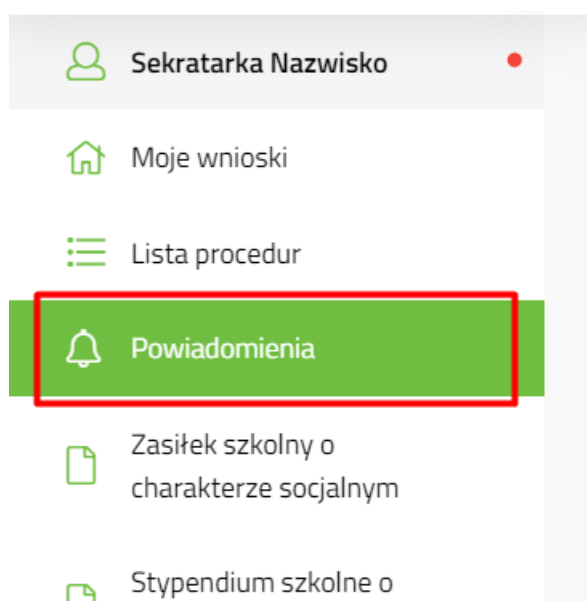 Sekratarka Nazwisko
Moje wnioski
Lista procedur
Powiadomienia
Zasiłek szkolny o
charakterze socjalnym
Stypendium szkolne o